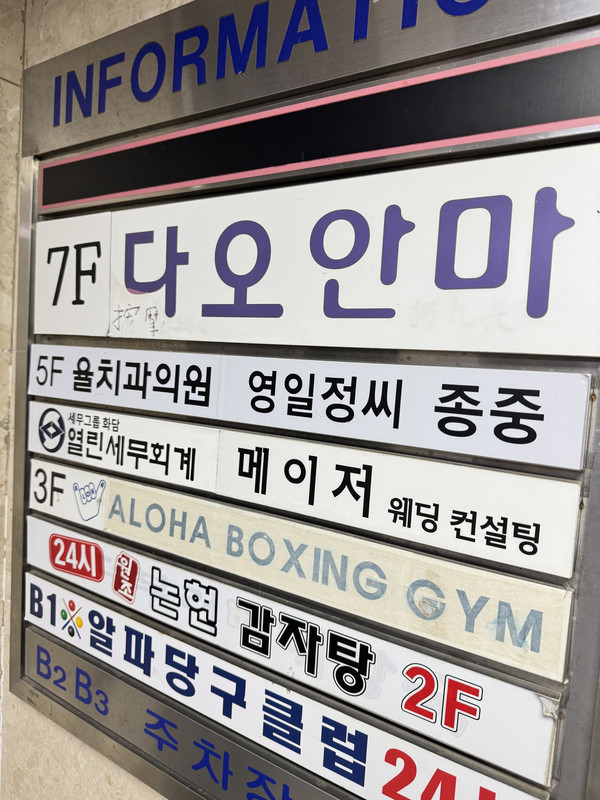 INFORMATIO
7F 다오안마
按摩
5F 율치과의원 영일정씨 종중
세무그룹 화담
열린세무회계 메이저 웨딩 컨설팅
3F ALOHA BOXING GYM
24시 원조 논현 감자탕 2F
B1 ※ 알파당구클럽 24
B2 B3 주차장